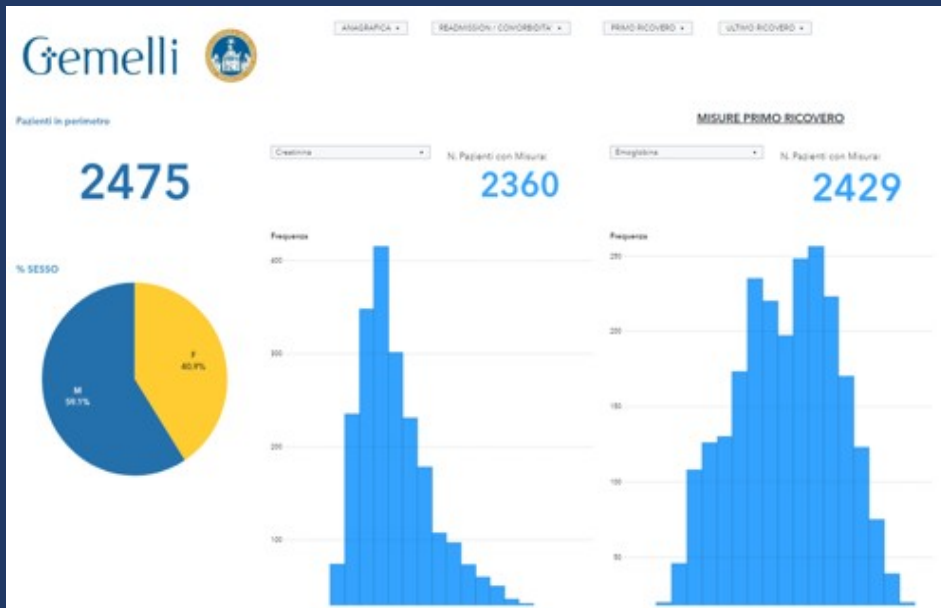 Gemelli
ANAGRAFICA
READMISSION / COMORBIDITA'
PRIMO RICOVERO
ULTIMO RICOVERO
Pazienti in perimetro
2475
MISURE PRIMO RICOVERO
Creatinina
N. Pazienti con Misura:
2360
Emoglobina
N. Pazienti con Misura:
2429
% SESSO
F
40.9%
M
59.1%
Frequenza
400
300
200
100
Frequenza
250
200
150
100
50